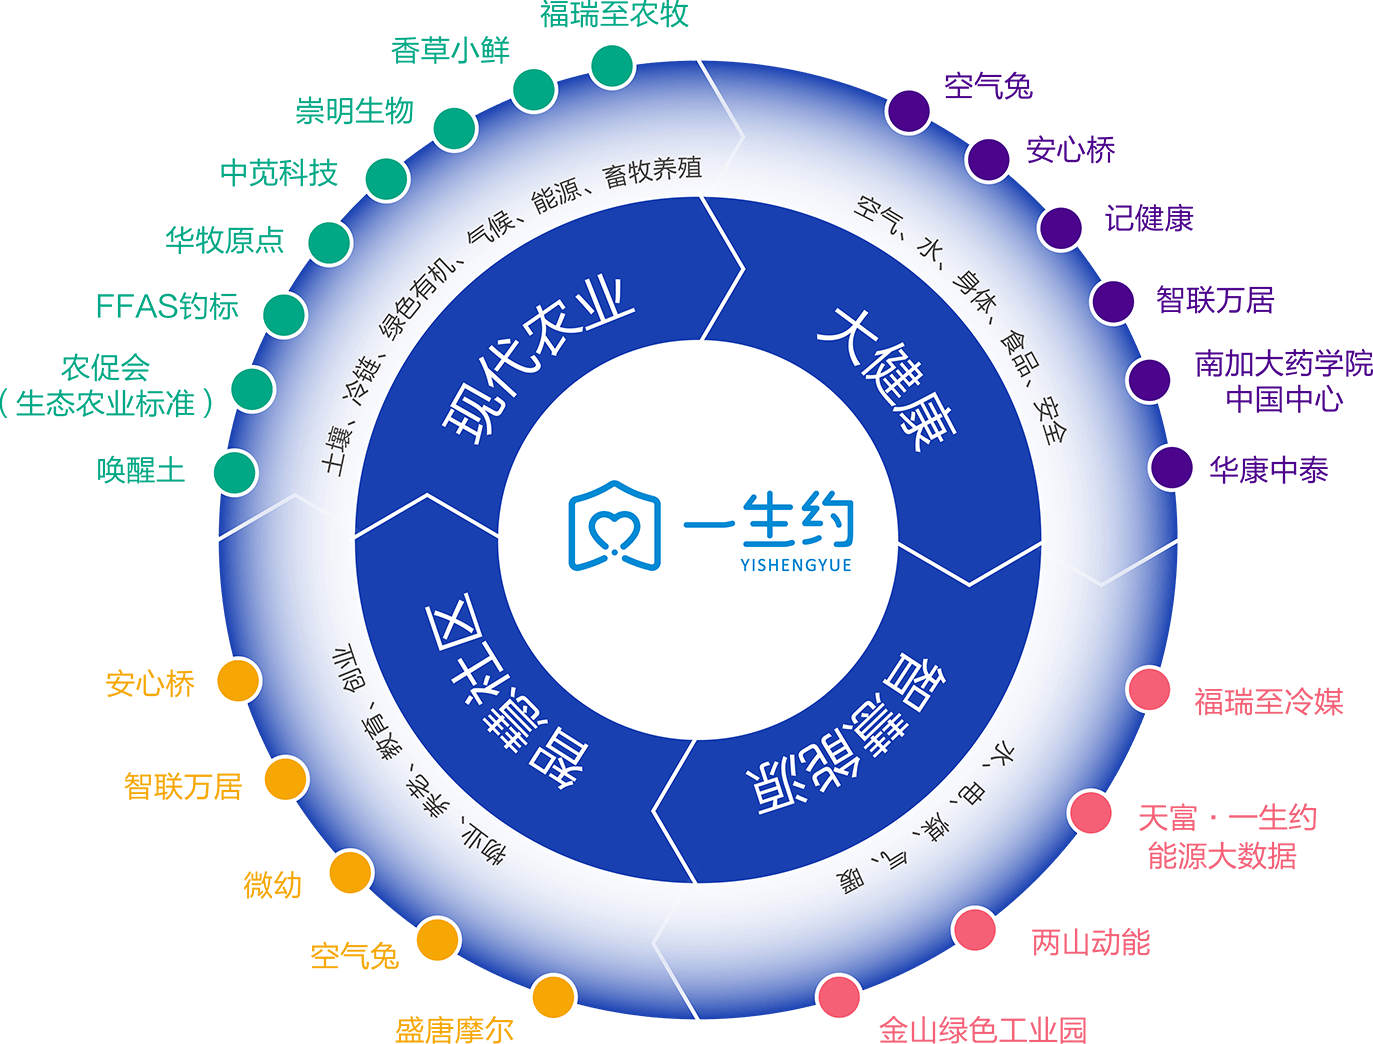 福瑞至农牧
香草小鲜
崇明生物
中苋科技
华牧原点
FFAS钓标
农促会
（生态农业标准）
唤醒土
空气兔
安心桥
记健康
智联万居
南加大药学院
中国中心
华康中泰
土壤、冷链、绿色有机、气候、能源、畜牧养殖
空气、水、身体、食品、安全
现代农业
大健康
一生约
YISHENGYUE
智慧社区
智慧能源
物业、养老、教育、创业
水、电、煤、气、暖
安心桥
智联万居
微幼
空气兔
盛唐摩尔
福瑞至冷媒
天富·一生约
能源大数据
两山动能
金山绿色工业园